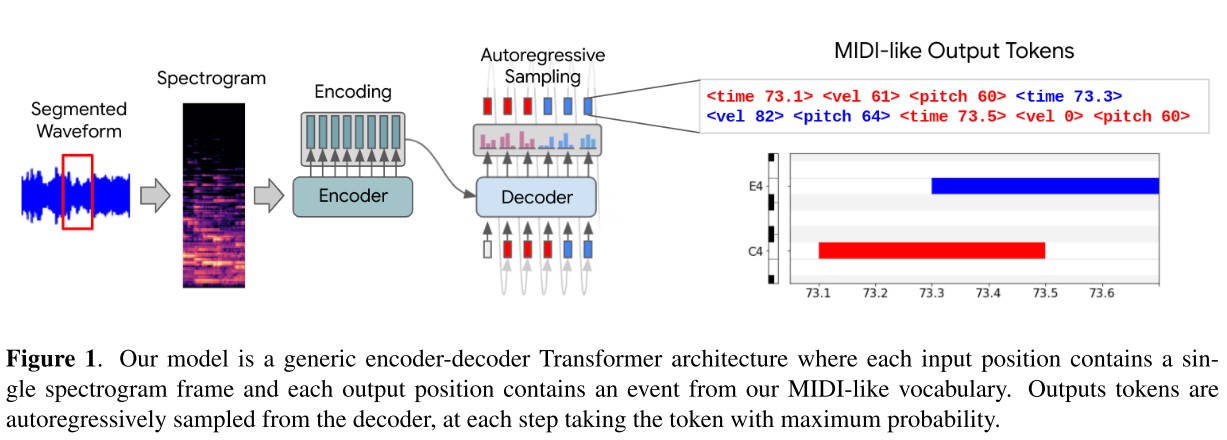 MIDI-like Output Tokens
Autoregressive
Sampling
Spectrogram
Encoding
Segmented
Waveform
<time 73.1> <vel 61> <pitch 60> <time 73.3>
<vel 82> <pitch 64> <time 73.5> <vel 0> <pitch 60>
Encoder
Decoder
E4
C4
73.1 73.2 73.3 73.4 73.5 73.6
Figure 1. Our model is a generic encoder-decoder Transformer architecture where each input position contains a sin-
gle spectrogram frame and each output position contains an event from our MIDI-like vocabulary. Outputs tokens are
autoregressively sampled from the decoder, at each step taking the token with maximum probability.